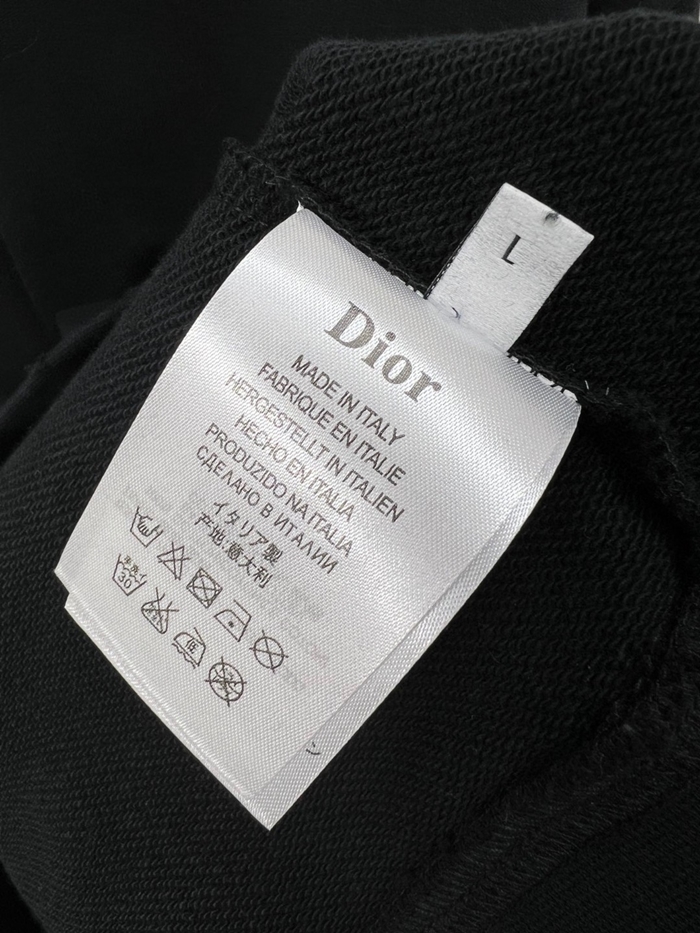 L
Dior
MADE IN ITALY
FABRIQUE EN ITALIE
HERGESTELLT IN ITALIEN
HECHO EN ITALIA
PRODUZIDO NA ITALIA
СДЕЛАНО В ИТАЛИИ
イタリア製
产地:意大利
30